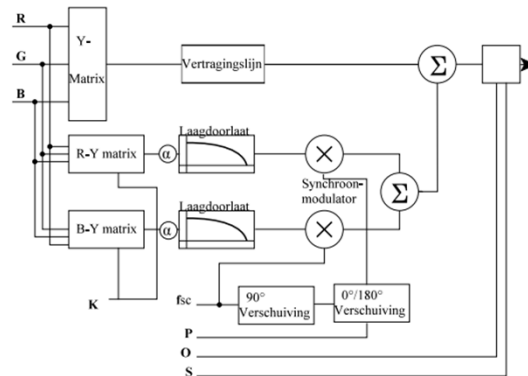 R
G
B
Y-
Matrix
Vertragingslijn
Σ
R-Y matrix
α
Laagdoorlaat
Synchroon-
modulator
Σ
B-Y matrix
α
Laagdoorlaat
K
fsc
90°
Verschuiving
0°/180°
Verschuiving
P
O
S